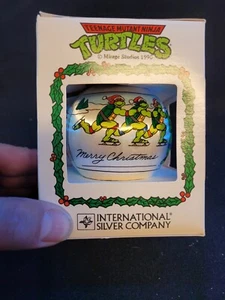 TEENAGE MUTANT NINJA
TURTLES
© Mirage Studios 1990
Merry Christmas
INTERNATIONAL
SILVER COMPANY